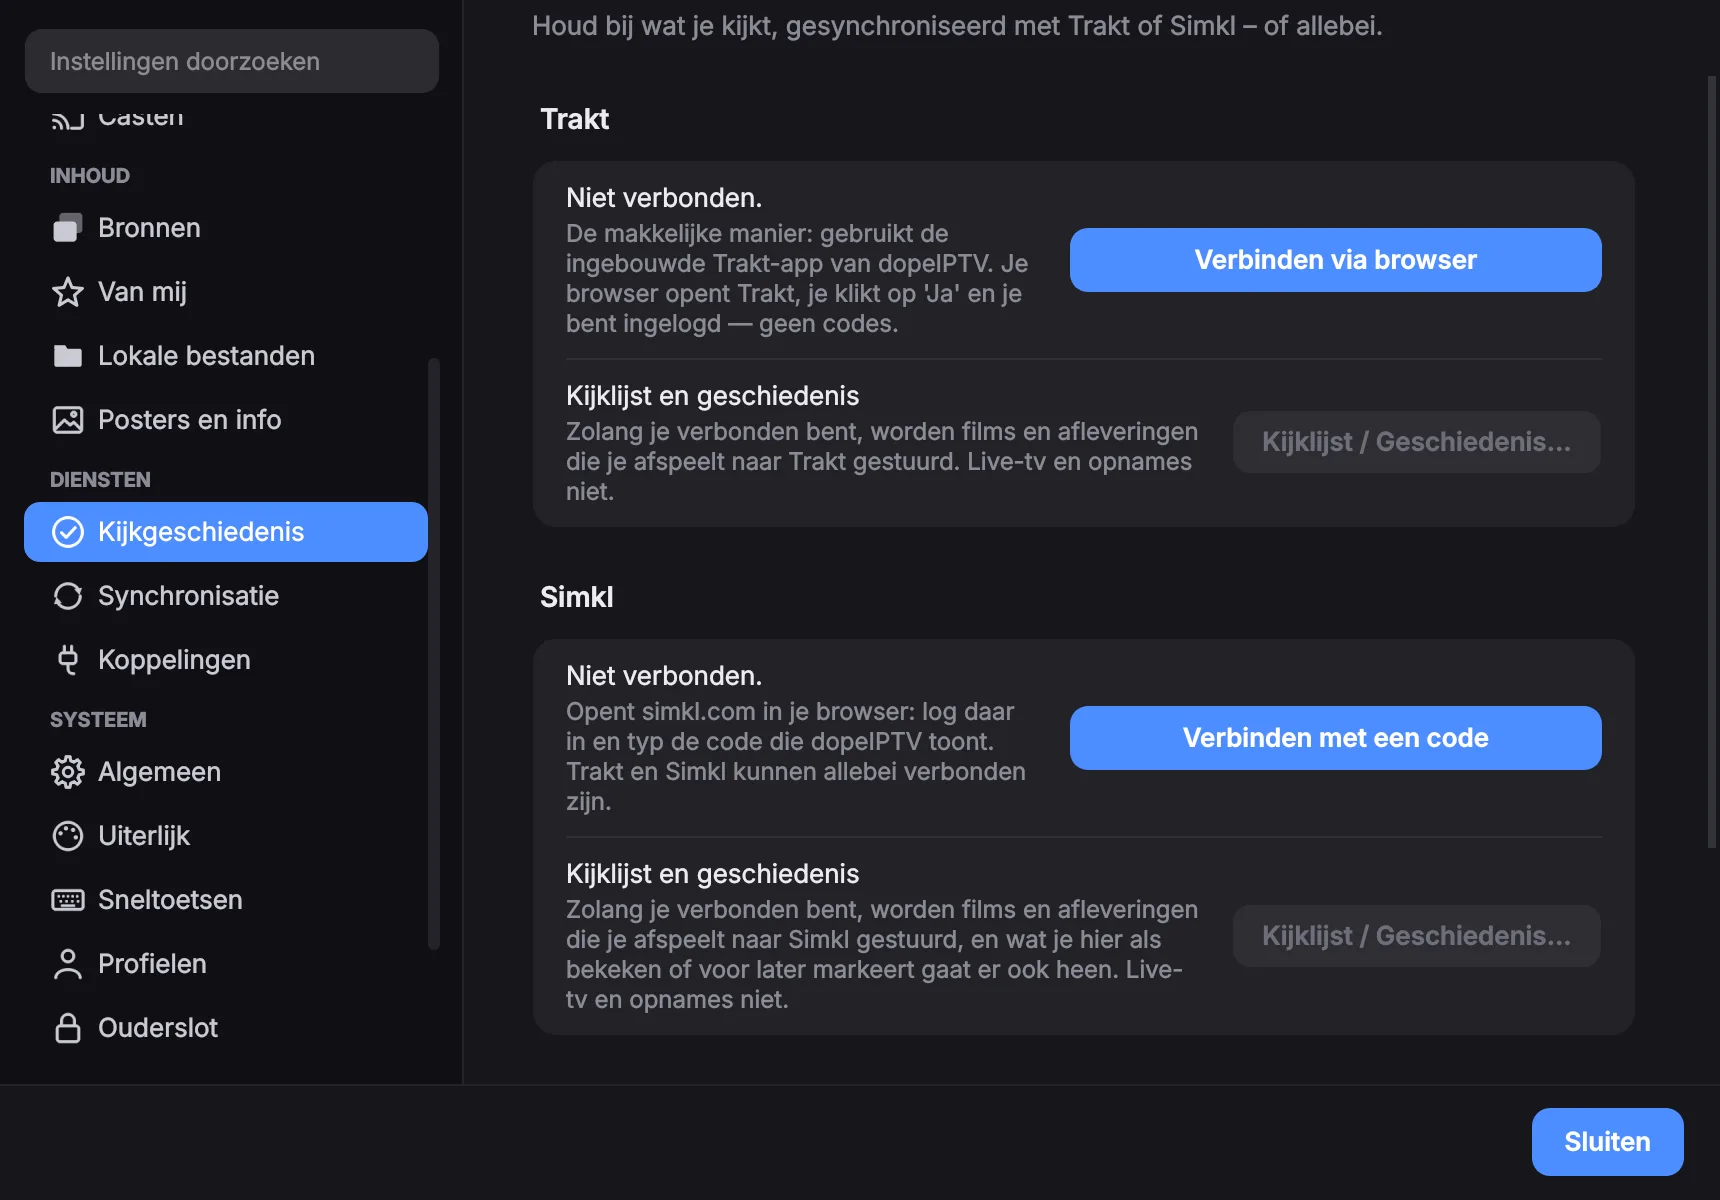 Instellingen doorzoeken
Casten
INHOUD
Bronnen
Van mij
Lokale bestanden
Posters en info
DIENSTEN
Kijkgeschiedenis
Synchronisatie
Koppelingen
SYSTEEM
Algemeen
Uiterlijk
Sneltoetsen
Profielen
Ouderslot
Houd bij wat je kijkt, gesynchroniseerd met Trakt of Simkl – of allebei.
Trakt
Niet verbonden.
De makkelijke manier: gebruikt de
ingebouwde Trakt-app van dopeIPTV. Je
browser opent Trakt, je klikt op 'Ja' en je
bent ingelogd — geen codes.
Verbinden via browser
Kijklijst en geschiedenis
Zolang je verbonden bent, worden films en afleveringen
die je afspeelt naar Trakt gestuurd. Live-tv en opnames
niet.
Kijklijst / Geschiedenis...
Simkl
Niet verbonden.
Opent simkl.com in je browser: log daar
in en typ de code die dopeIPTV toont.
Trakt en Simkl kunnen allebei verbonden
zijn.
Verbinden met een code
Kijklijst en geschiedenis
Zolang je verbonden bent, worden films en afleveringen
die je afspeelt naar Simkl gestuurd, en wat je hier als
bekeken of voor later markeert gaat er ook heen. Live-
tv en opnames niet.
Kijklijst / Geschiedenis...
Sluiten